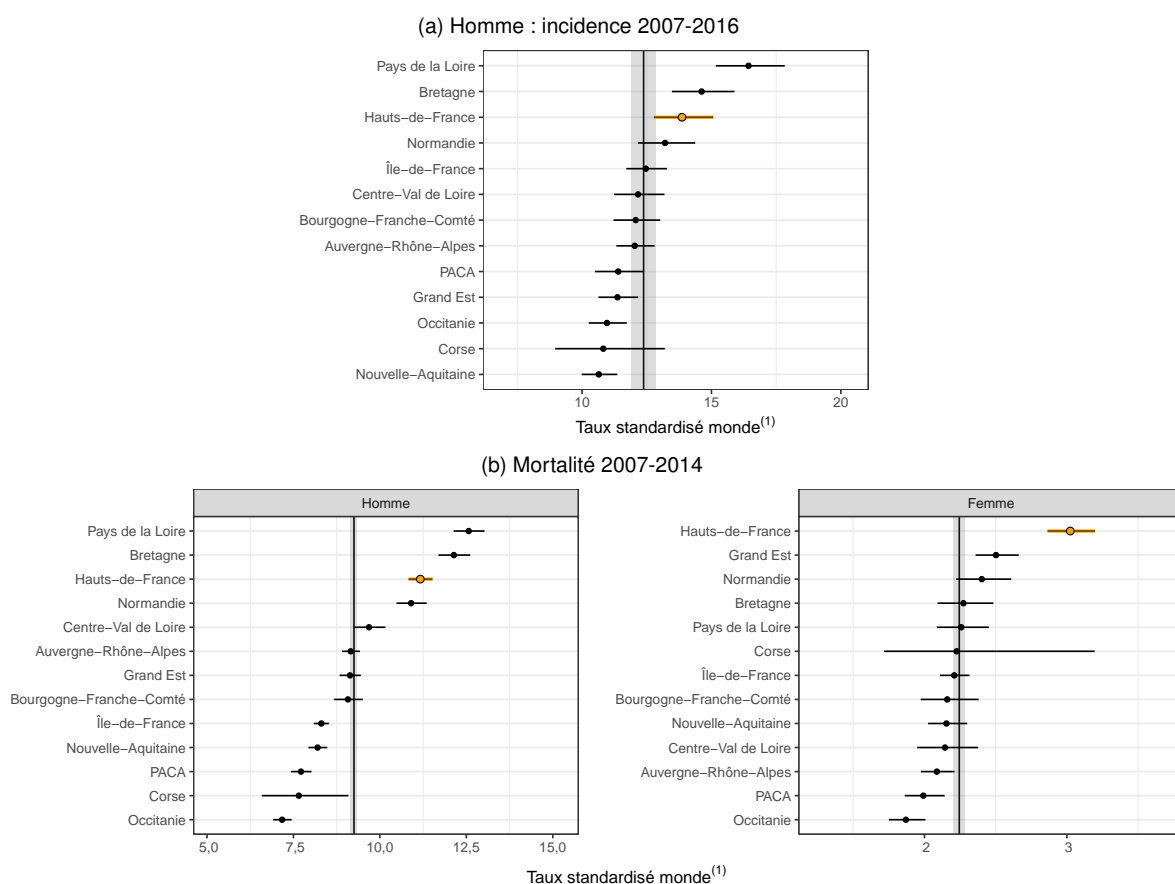 (a) Homme : incidence 2007-2016
Pays de la Loire
Bretagne
Hauts-de-France
Normandie
Île-de-France
Centre-Val de Loire
Bourgogne-Franche-Comté
Auvergne-Rhône-Alpes
PACA
Grand Est
Occitanie
Corse
Nouvelle-Aquitaine
10 15 20
Taux standardisé monde(1)
(b) Mortalité 2007-2014
Homme
Pays de la Loire
Bretagne
Hauts-de-France
Normandie
Centre-Val de Loire
Auvergne-Rhône-Alpes
Grand Est
Bourgogne-Franche-Comté
Île-de-France
Nouvelle-Aquitaine
PACA
Corse
Occitanie
5,0 7,5 10,0 12,5 15,0
Femme
Hauts-de-France
Grand Est
Normandie
Bretagne
Pays de la Loire
Corse
Île-de-France
Bourgogne-Franche-Comté
Nouvelle-Aquitaine
Centre-Val de Loire
Auvergne-Rhône-Alpes
PACA
Occitanie
2 3
Taux standardisé monde(1)